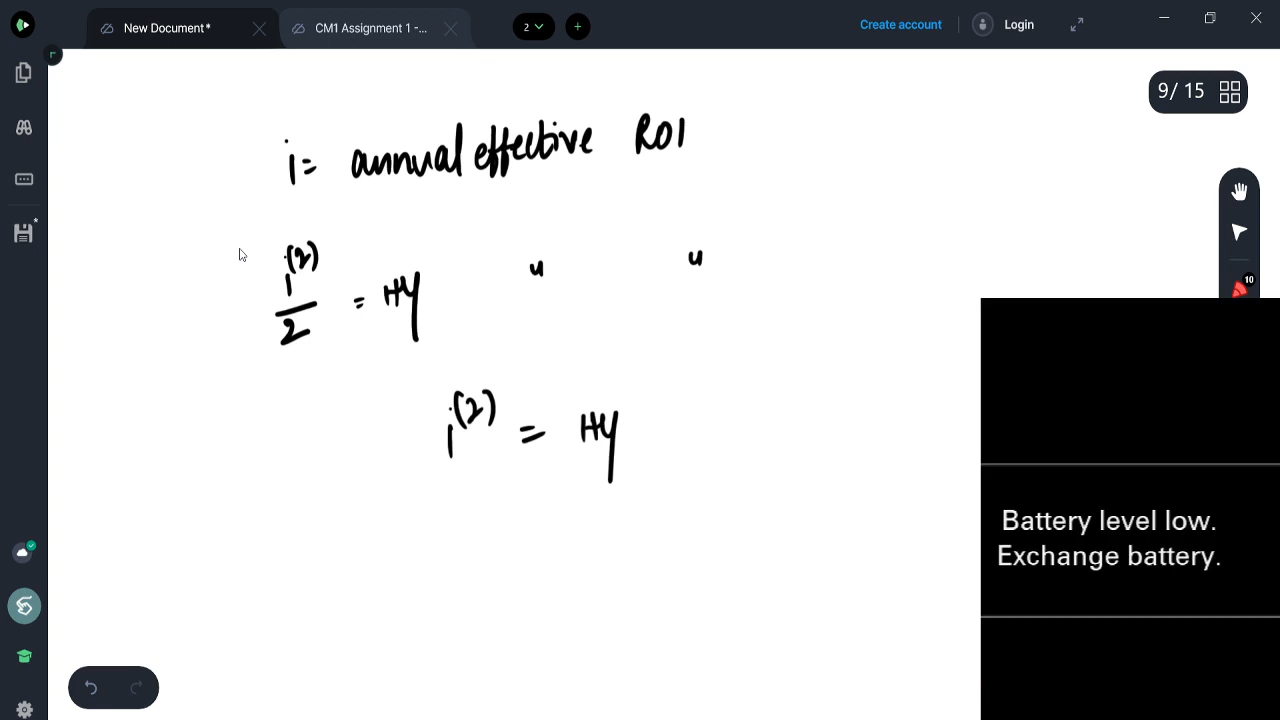 New Document*
CM1 Assignment 1 -...
2
+
Create account
Login
9/ 15
i= annual effective ROI
i(2)
2
= HY " "
10
i(2) = HY
Battery level low.
Exchange battery.